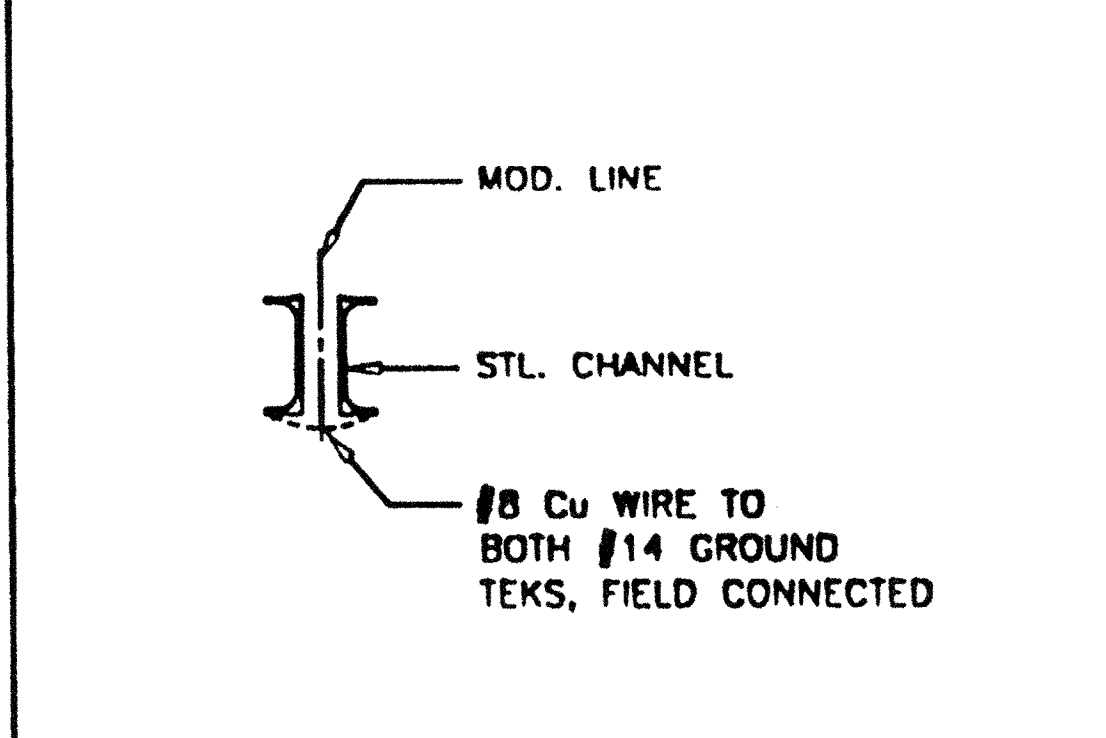 MOD. LINE
STL. CHANNEL
#8 Cu WIRE TO
BOTH #14 GROUND
TEKS, FIELD CONNECTED